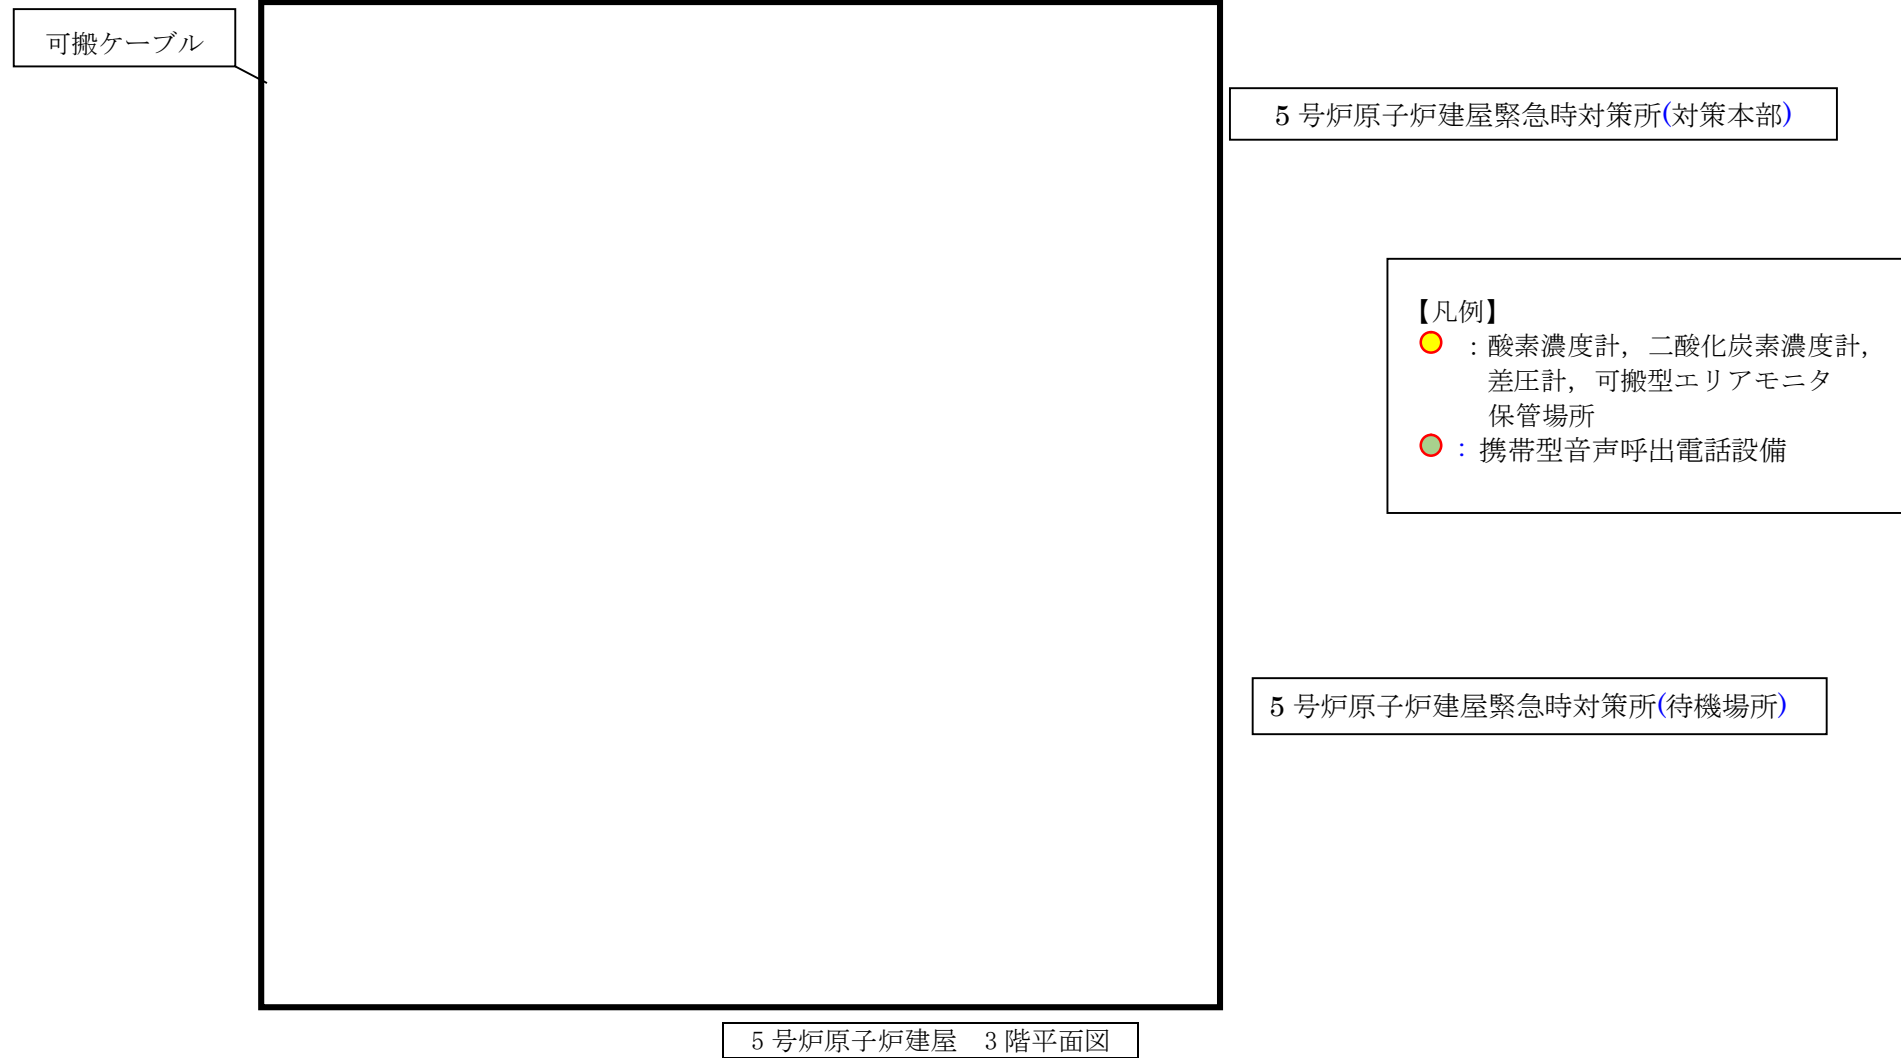 可搬ケーブル
5 号炉原子炉建屋緊急時対策所(対策本部)
【凡例】
：酸素濃度計，二酸化炭素濃度計，
差圧計，可搬型エリアモニタ
保管場所
：携帯型音声呼出電話設備
5 号炉原子炉建屋緊急時対策所(待機場所)
5 号炉原子炉建屋　3 階平面図